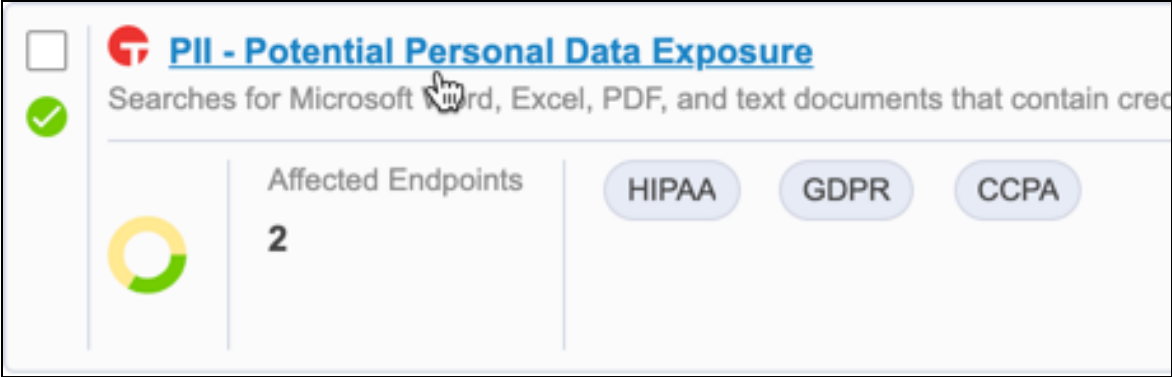 PII - Potential Personal Data Exposure
Searches for Microsoft Word, Excel, PDF, and text documents that contain
Affected Endpoints
2
HIPAA GDPR CCPA